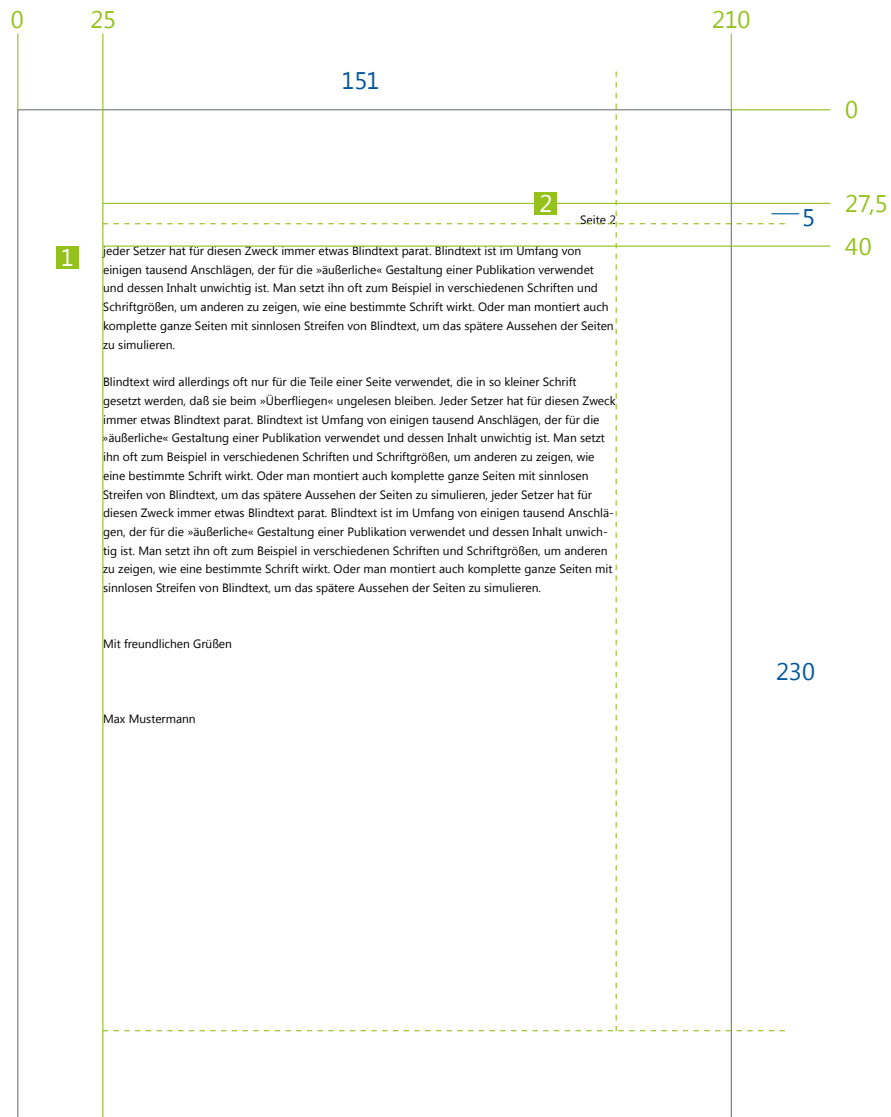 0
25
210
151
0
2
27,5
Seite 2
5
1
40
jeder Setzer hat für diesen Zweck immer etwas Blindtext parat. Blindtext ist im Umfang von
einigen tausend Anschlägen, der für die »äußerliche« Gestaltung einer Publikation verwendet
und dessen Inhalt unwichtig ist. Man setzt ihn oft zum Beispiel in verschiedenen Schriften und
Schriftgrößen, um anderen zu zeigen, wie eine bestimmte Schrift wirkt. Oder man montiert auch
komplette ganze Seiten mit sinnlosen Streifen von Blindtext, um das spätere Aussehen der Seiten
zu simulieren.
Blindtext wird allerdings oft nur für die Teile einer Seite verwendet, die in so kleiner Schrift
gesetzt werden, daß sie beim »Überfliegen« ungelesen bleiben. Jeder Setzer hat für diesen Zweck
immer etwas Blindtext parat. Blindtext ist Umfang von einigen tausend Anschlägen, der für die
»äußerliche« Gestaltung einer Publikation verwendet und dessen Inhalt unwichtig ist. Man setzt
ihn oft zum Beispiel in verschiedenen Schriften und Schriftgrößen, um anderen zu zeigen, wie
eine bestimmte Schrift wirkt. Oder man montiert auch komplette ganze Seiten mit sinnlosen
Streifen von Blindtext, um das spätere Aussehen der Seiten zu simulieren, jeder Setzer hat für
diesen Zweck immer etwas Blindtext parat. Blindtext ist im Umfang von einigen tausend Anschlä-
gen, der für die »äußerliche« Gestaltung einer Publikation verwendet und dessen Inhalt unwich-
tig ist. Man setzt ihn oft zum Beispiel in verschiedenen Schriften und Schriftgrößen, um anderen
zu zeigen, wie eine bestimmte Schrift wirkt. Oder man montiert auch komplette ganze Seiten mit
sinnlosen Streifen von Blindtext, um das spätere Aussehen der Seiten zu simulieren.
Mit freundlichen Grüßen
230
Max Mustermann